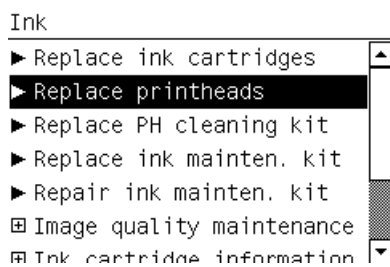 Ink
Replace ink cartridges
Replace printheads
Replace PH cleaning kit
Replace ink mainten. kit
Repair ink mainten. kit
Image quality maintenance
Ink cartridge information